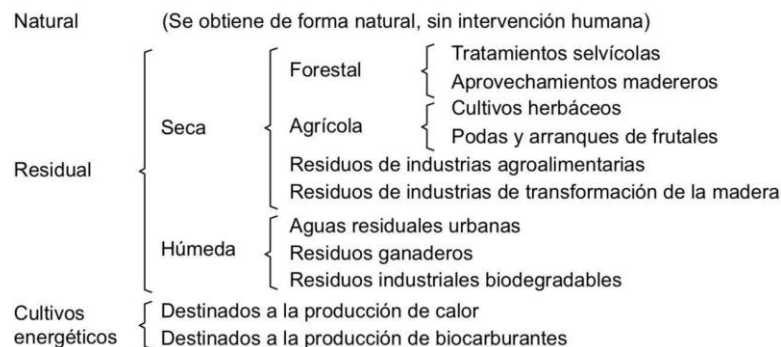 Natural (Se obtiene de forma natural, sin intervención humana)
Residual
Seca
Forestal
Tratamientos selvícolas
Aprovechamientos madereros
Agrícola
Cultivos herbáceos
Podas y arranques de frutales
Residuos de industrias agroalimentarias
Residuos de industrias de transformación de la madera
Húmeda
Aguas residuales urbanas
Residuos ganaderos
Residuos industriales biodegradables
Cultivos
energéticos
Destinados a la producción de calor
Destinados a la producción de biocarburantes